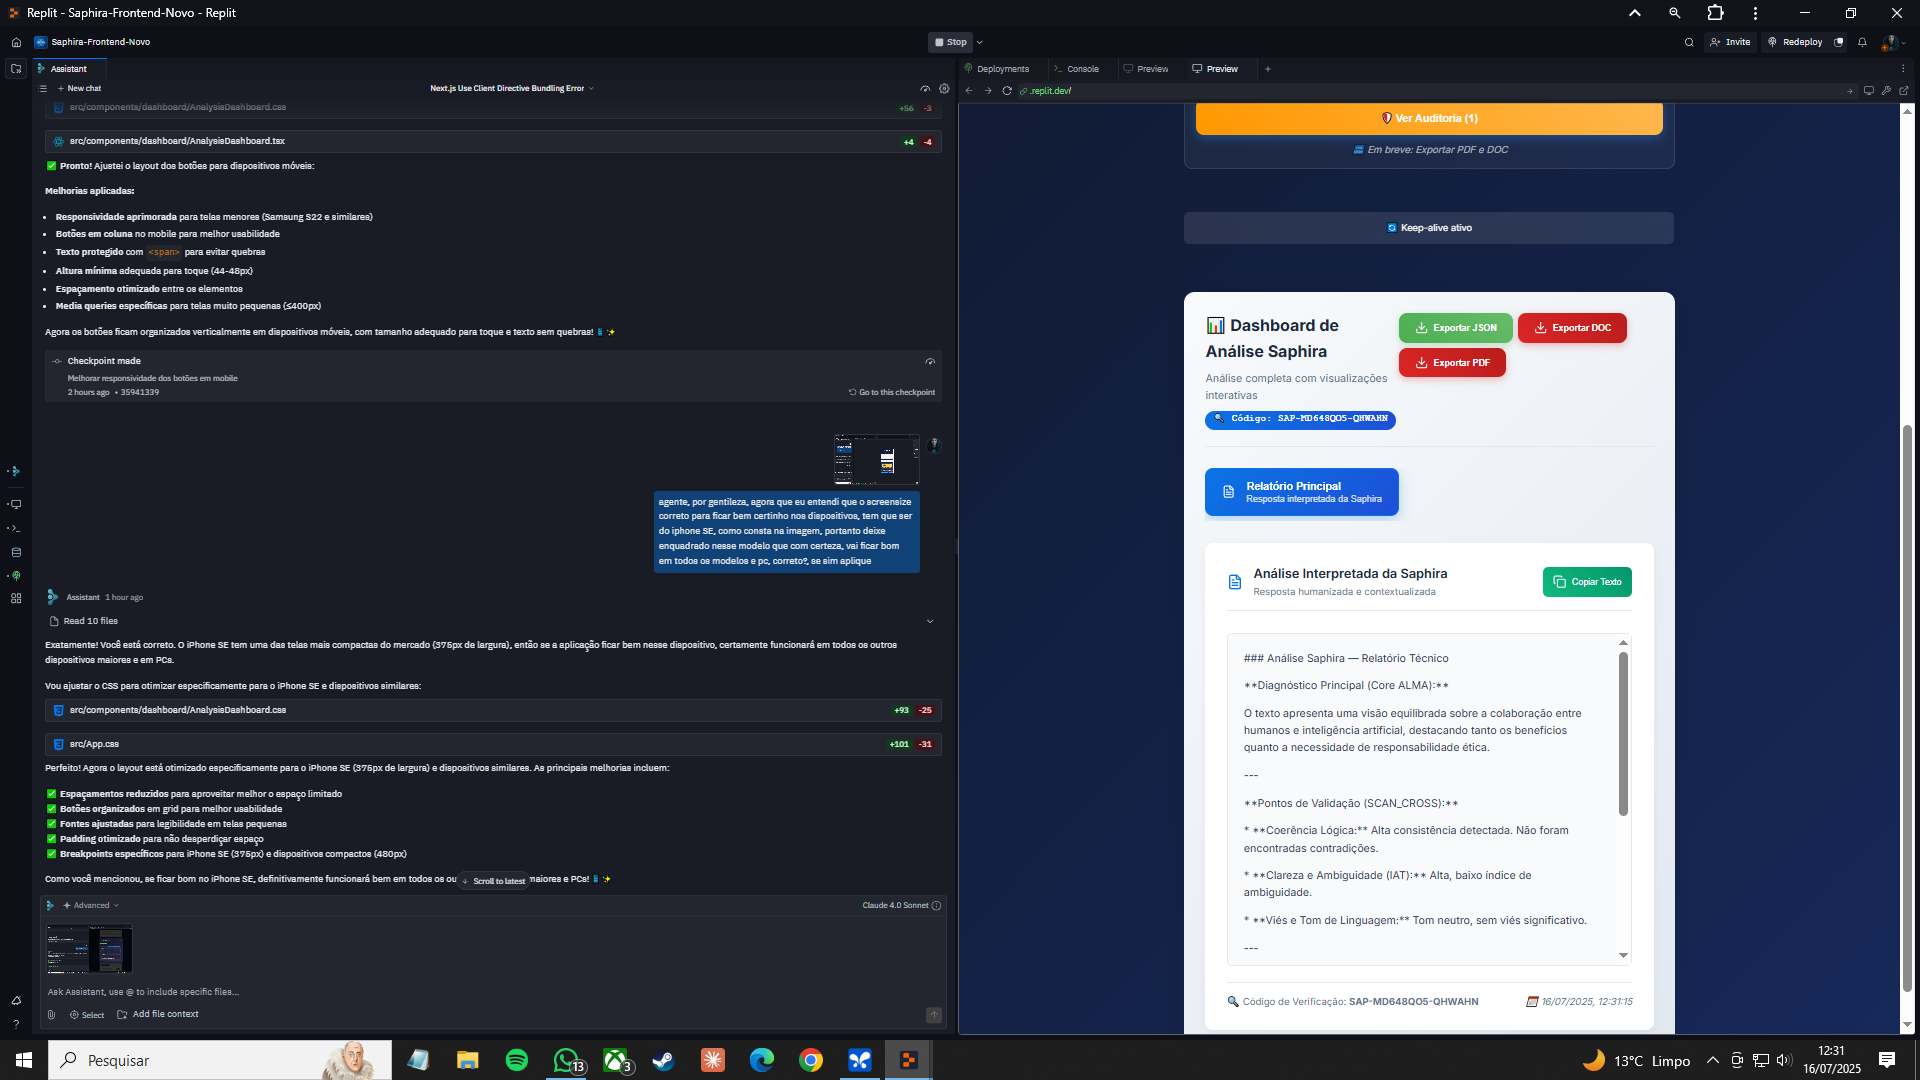 Replit - Saphira-Frontend-Novo - Replit
Saphira-Frontend-Novo
Stop
Invite
Redeploy
Assistant
New chat
Next.js Use Client Directive Bundling Error
src/components/dashboard/AnalysisDashboard.css
+56 -3
src/components/dashboard/AnalysisDashboard.tsx
+4 -4
✅ Pronto! Ajustei o layout dos botões para dispositivos móveis:
Melhorias aplicadas:
• Responsividade aprimorada para telas menores (Samsung S22 e similares)
• Botões em coluna no mobile para melhor usabilidade
• Texto protegido com <span> para evitar quebras
• Altura mínima adequada para toque (44-48px)
• Espaçamento otimizado entre os elementos
• Media queries específicas para telas muito pequenas (≤400px)
Agora os botões ficam organizados verticalmente em dispositivos móveis, com tamanho adequado para toque e texto sem quebras! 📱✨
Checkpoint made
Melhorar responsividade dos botões em mobile
2 hours ago • 35941339
Go to this checkpoint
agente, por gentileza, agora que eu entendi que o screensize
correto para ficar bem certinho nos dispositivos, tem que ser
do iphone SE, como consta na imagem, portanto deixe
enquadrado nesse modelo que com certeza, vai ficar bom
em todos os modelos e pc, correto?, se sim aplique
Assistant 1 hour ago
Read 10 files
Exatamente! Você está correto. O iPhone SE tem uma das telas mais compactas do mercado (375px de largura), então se a aplicação ficar bem nesse dispositivo, certamente funcionará em todos os outros
dispositivos maiores e em PCs.
Vou ajustar o CSS para otimizar especificamente para o iPhone SE e dispositivos similares:
src/components/dashboard/AnalysisDashboard.css
+93 -25
src/App.css
+101 -31
Perfeito! Agora o layout está otimizado especificamente para o iPhone SE (375px de largura) e dispositivos similares. As principais melhorias incluem:
✅ Espaçamentos reduzidos para aproveitar melhor o espaço limitado
✅ Botões organizados em grid para melhor usabilidade
✅ Fontes ajustadas para legibilidade em telas pequenas
✅ Padding otimizado para não desperdiçar espaço
✅ Breakpoints específicos para iPhone SE (375px) e dispositivos compactos (480px)
Como você mencionou, se ficar bom no iPhone SE, definitivamente funcionará bem em todos os ou
Scroll to latest
maiores e PCs! 📱✨
Advanced
Claude 4.0 Sonnet
Ask Assistant, use @ to include specific files...
Select
Add file context
Deployments
Console
Preview
Preview
.replit.dev/
Ver Auditoria (1)
Em breve: Exportar PDF e DOC
Keep-alive ativo
📊 Dashboard de
Análise Saphira
Análise completa com visualizações
interativas
Código: SAP-MD648QO5-QHWAHN
Exportar JSON
Exportar DOC
Exportar PDF
Relatório Principal
Resposta interpretada da Saphira
Análise Interpretada da Saphira
Resposta humanizada e contextualizada
Copiar Texto
### Análise Saphira — Relatório Técnico
**Diagnóstico Principal (Core ALMA):**
O texto apresenta uma visão equilibrada sobre a colaboração entre
humanos e inteligência artificial, destacando tanto os benefícios
quanto a necessidade de responsabilidade ética.
---
**Pontos de Validação (SCAN_CROSS):**
* **Coerência Lógica:** Alta consistência detectada. Não foram
encontradas contradições.
* **Clareza e Ambiguidade (IAT):** Alta, baixo índice de
ambiguidade.
* **Viés e Tom de Linguagem:** Tom neutro, sem viés significativo.
---
Código de Verificação: SAP-MD648QO5-QHWAHN
16/07/2025, 12:31:15
Pesquisar
13
3
13°C Limpo
12:31
16/07/2025